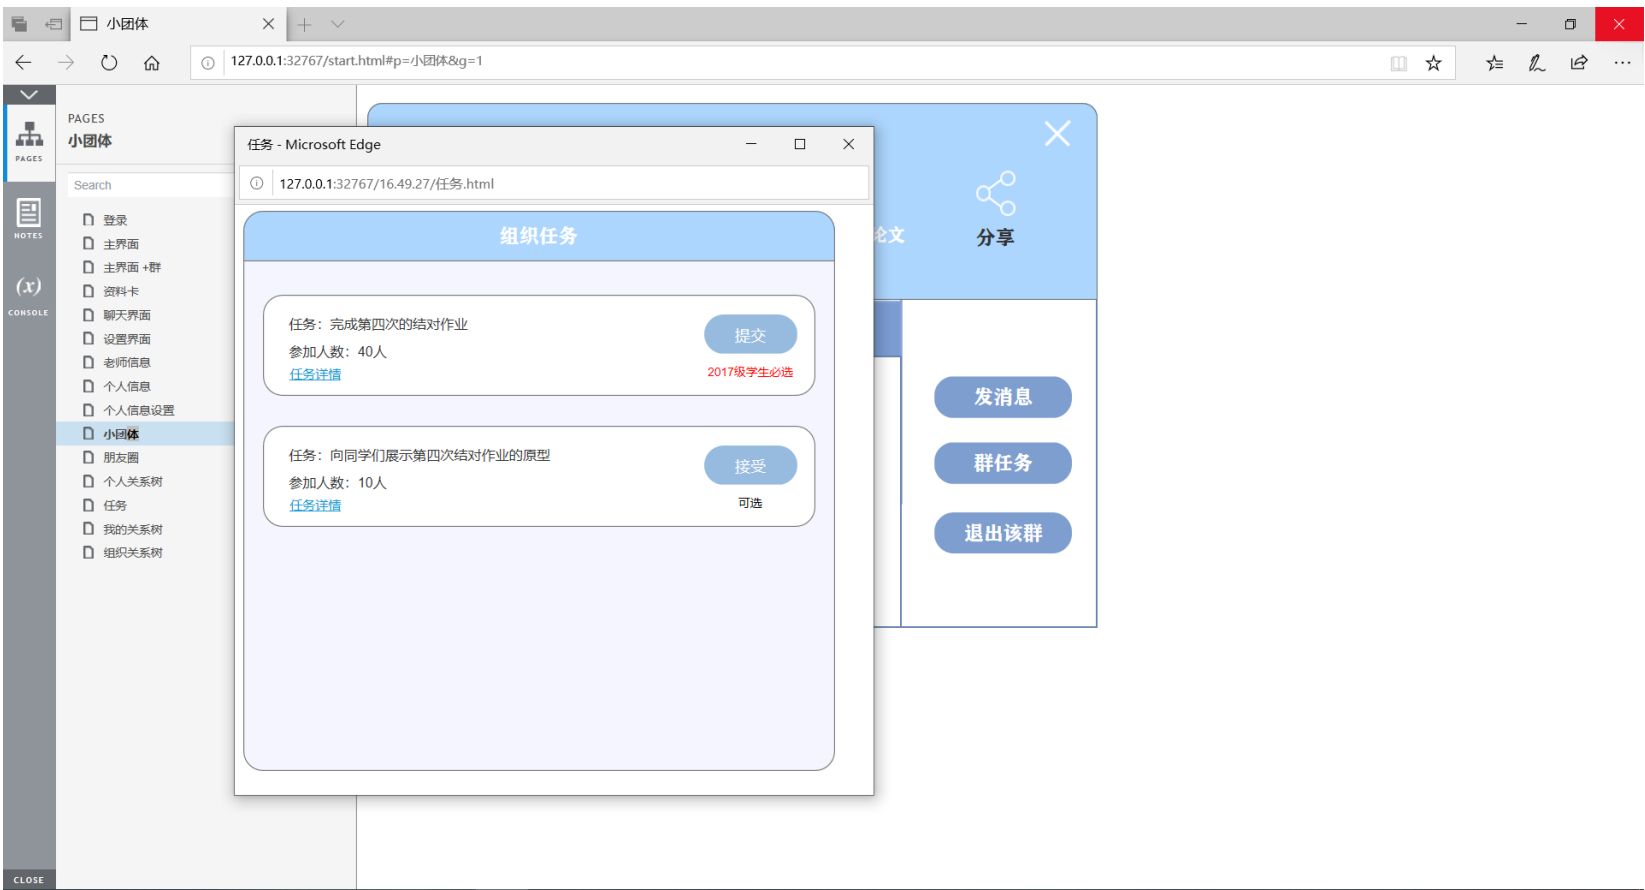 小团体
127.0.0.1:32767/start.html#p=小团体&g=1
PAGES
NOTES
(x)
CONSOLE
CLOSE
PAGES
小团体
Search
登录
主界面
主界面 +群
资料卡
聊天界面
设置界面
老师信息
个人信息
个人信息设置
小团体
朋友圈
个人关系树
任务
我的关系树
组织关系树
任务 - Microsoft Edge
127.0.0.1:32767/16.49.27/任务.html
组织任务
任务：完成第四次的结对作业
参加人数：40人
任务详情
提交
2017级学生必选
任务：向同学们展示第四次结对作业的原型
参加人数：10人
任务详情
接受
可选
论文
分享
发消息
群任务
退出该群